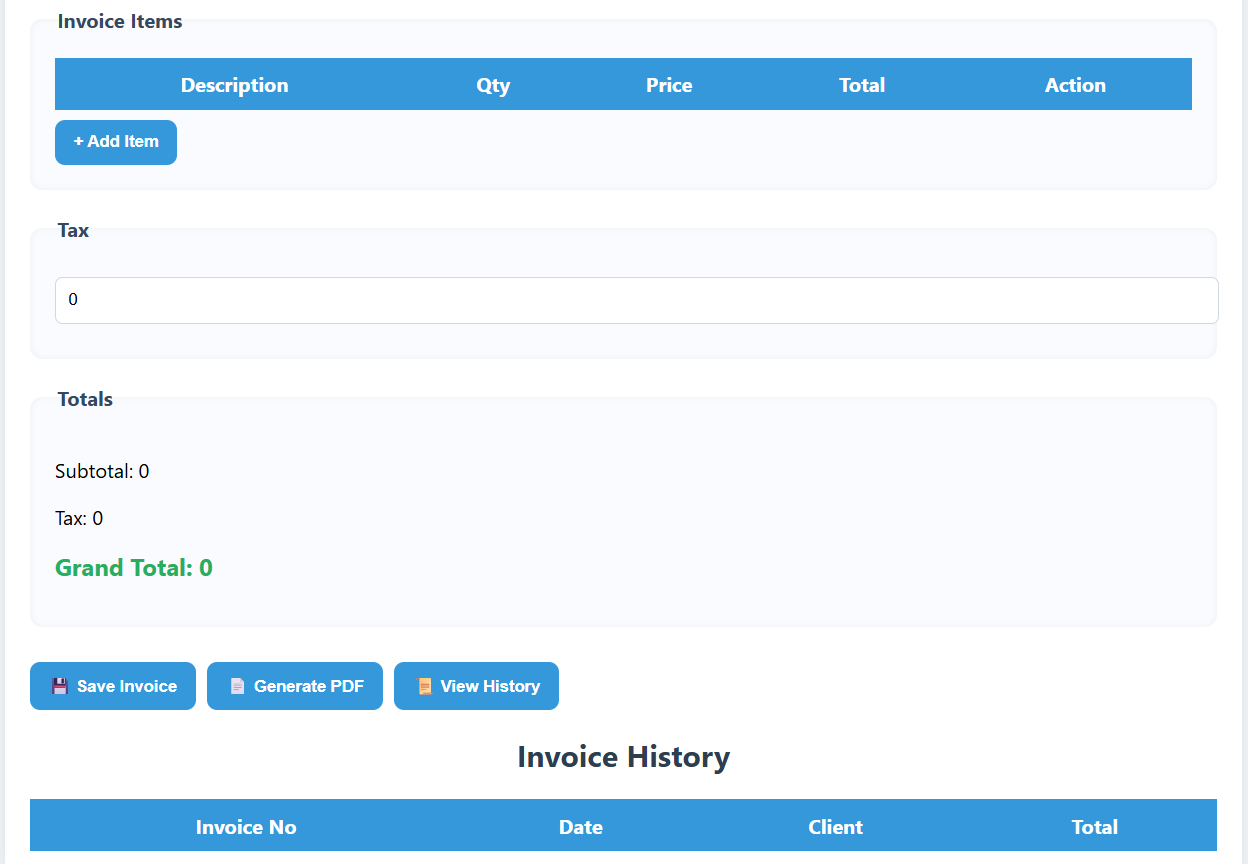 Invoice Items
Description Qty Price Total Action
+ Add Item
Tax
0
Totals
Subtotal: 0
Tax: 0
Grand Total: 0
Save Invoice Generate PDF View History
Invoice History
Invoice No Date Client Total